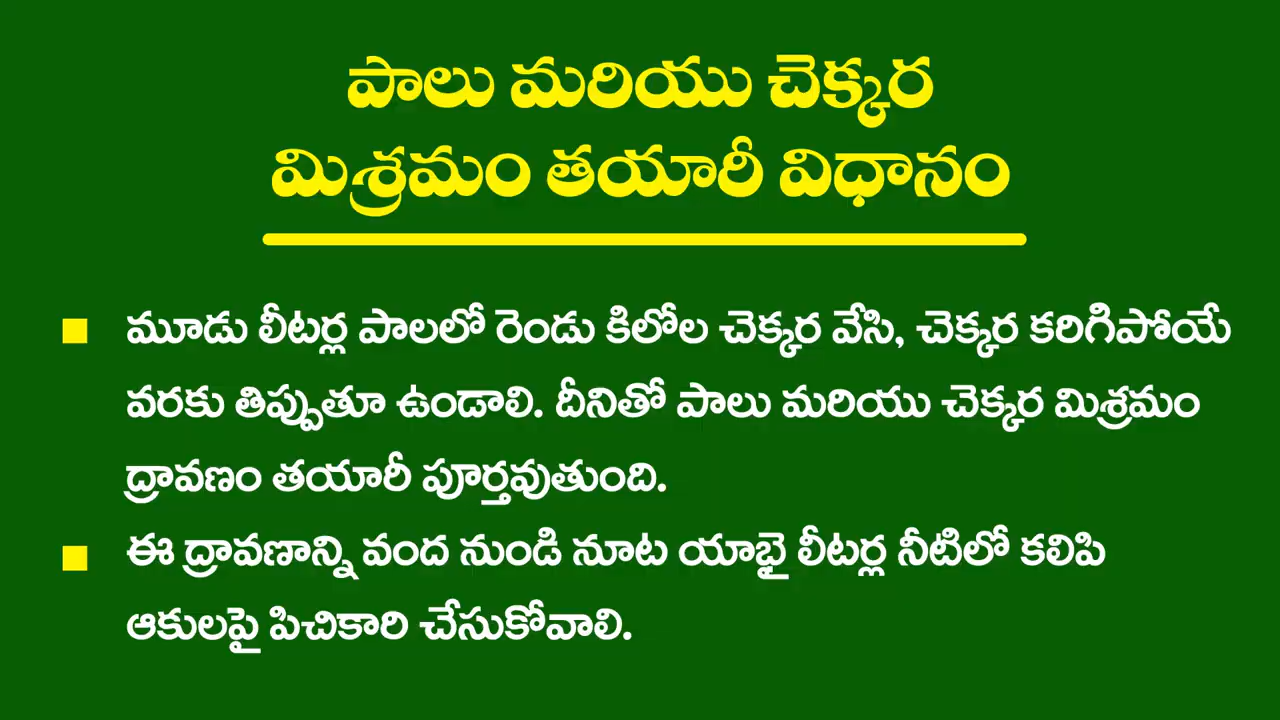 పాలు మరియు చెక్కర
మిశ్రమం తయారీ విధానం
మూడు లీటర్ల పాలలో రెండు కిలోల చెక్కర వేసి, చెక్కర కరిగిపోయే
వరకు తిప్పుతూ ఉండాలి. దీనితో పాలు మరియు చెక్కర మిశ్రమం
ద్రావణం తయారీ పూర్తవుతుంది.
ఈ ద్రావణాన్ని వంద నుండి నూట యాభై లీటర్ల నీటిలో కలిపి
ఆకులపై పిచికారి చేసుకోవాలి.